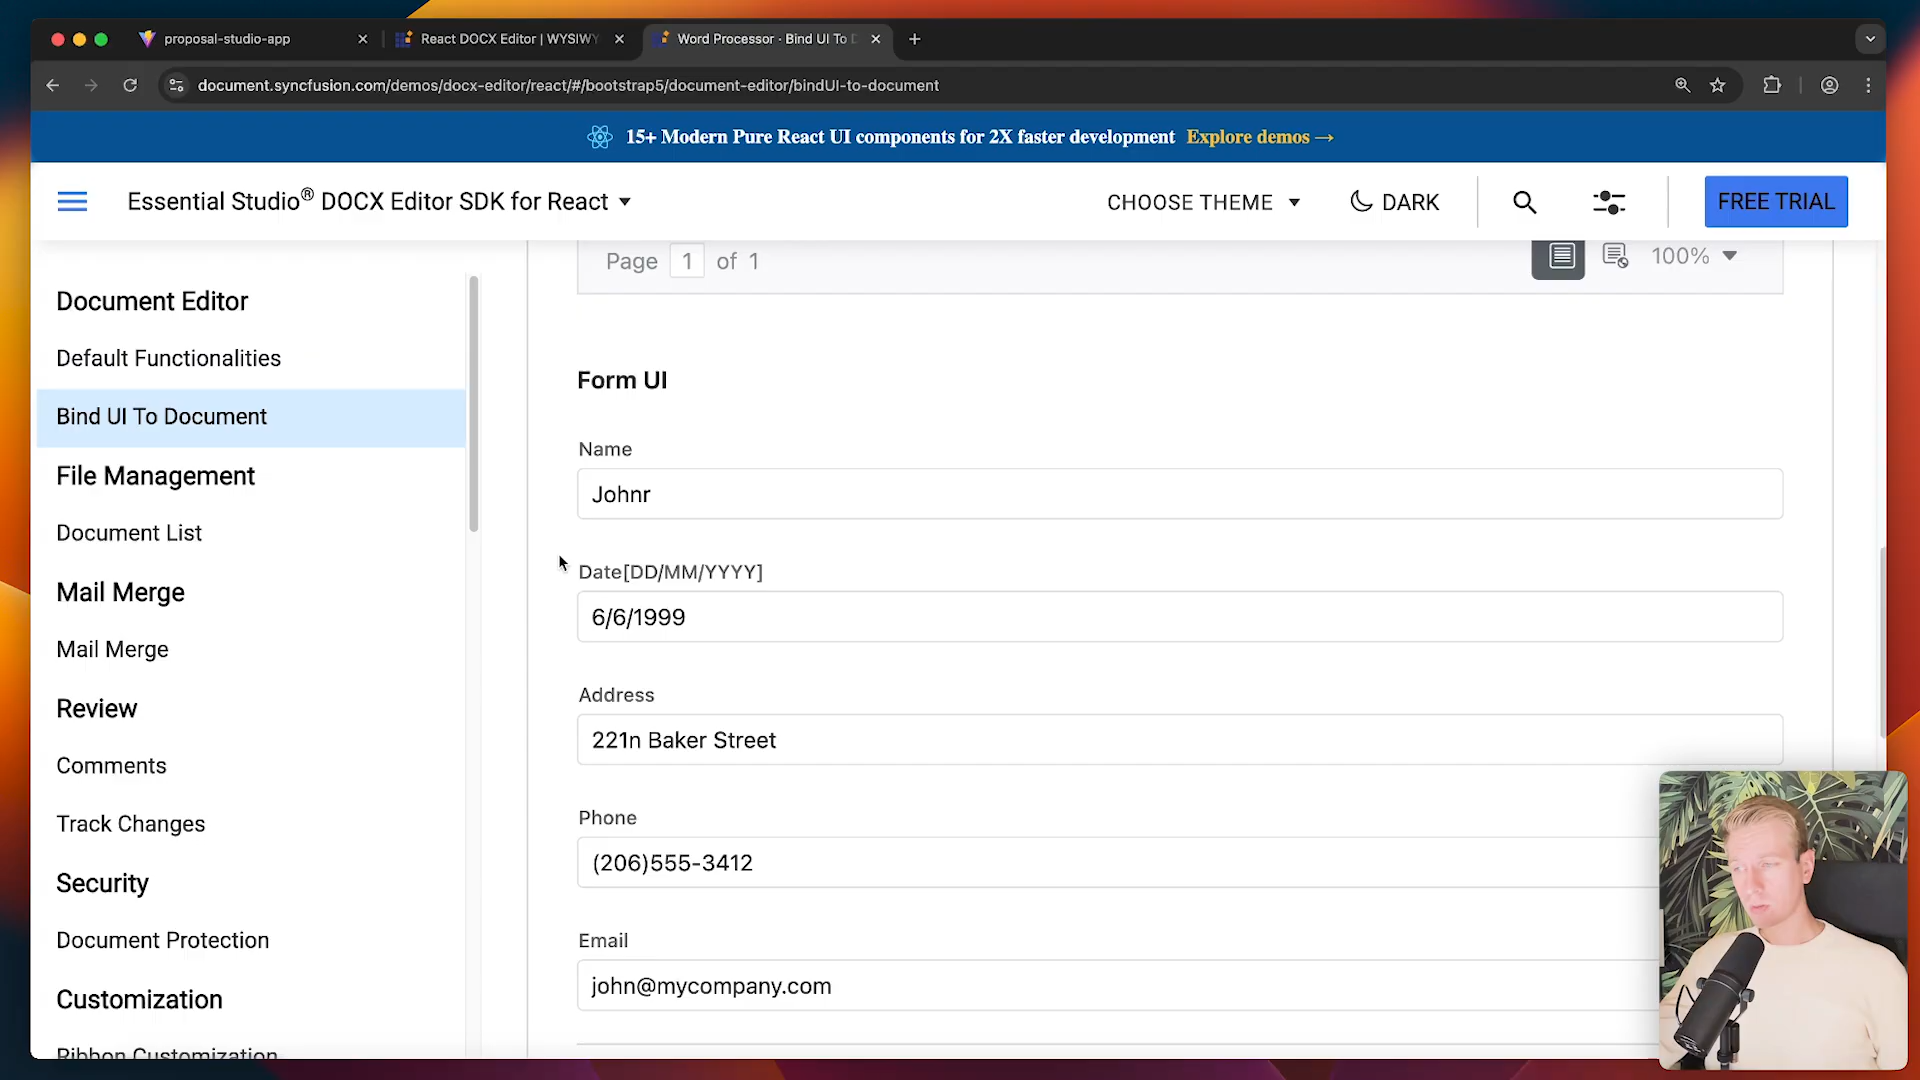 proposal-studio-app
React DOCX Editor | WYSIWY
Word Processor - Bind UI To D
document.syncfusion.com/demos/docx-editor/react/#/bootstrap5/document-editor/bindUI-to-document
15+ Modern Pure React UI components for 2X faster development Explore demos →
Essential Studio® DOCX Editor SDK for React
CHOOSE THEME
DARK
FREE TRIAL
Document Editor
Default Functionalities
Bind UI To Document
File Management
Document List
Mail Merge
Mail Merge
Review
Comments
Track Changes
Security
Document Protection
Customization
Ribbon Customization
Page 1 of 1
100%
Form UI
Name
Johnr
Date[DD/MM/YYYY]
6/6/1999
Address
221n Baker Street
Phone
(206)555-3412
Email
john@mycompany.com